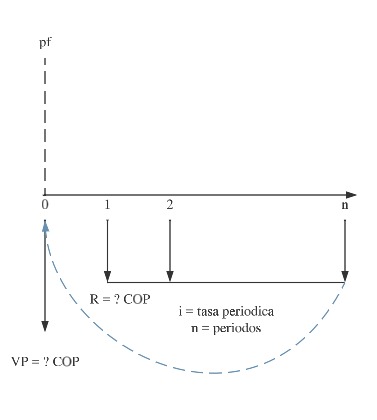 pf
0
1
2
n
R = ? COP
i = tasa periodica
n = periodos
VP = ? COP